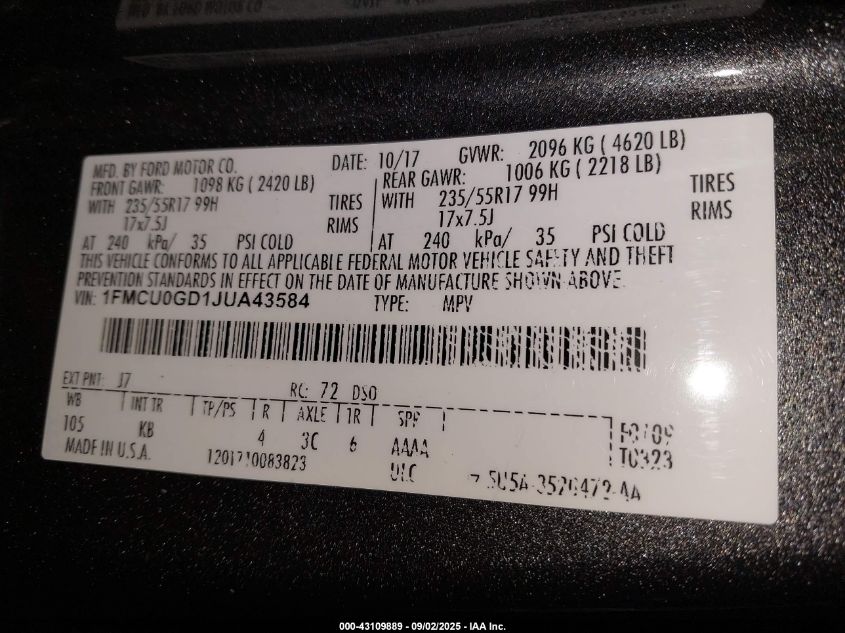 MFD. BY FORD MOTOR CO. DATE: 10/17 GVWR: 2096 KG ( 4620 LB)
FRONT GAWR: 1098 KG ( 2420 LB) REAR GAWR: 1006 KG ( 2218 LB)
WITH 235/55R17 99H TIRES WITH 235/55R17 99H TIRES
17x7.5J RIMS 17x7.5J RIMS
AT 240 kPa/ 35 PSI COLD AT 240 kPa/ 35 PSI COLD
THIS VEHICLE CONFORMS TO ALL APPLICABLE FEDERAL MOTOR VEHICLE SAFETY AND THEFT
PREVENTION STANDARDS IN EFFECT ON THE DATE OF MANUFACTURE SHOWN ABOVE.
VIN: 1FMCU0GD1JUA43584 TYPE: MPV
EXT PNT: J7 RC: 72 DSO
WB INT TR TP/PS R AXLE TR SPR
105 KB 4 3C 6 AAAA
MADE IN U.S.A. ULC
T0323
000-43109889 - 09/02/2025 - IAA Inc.